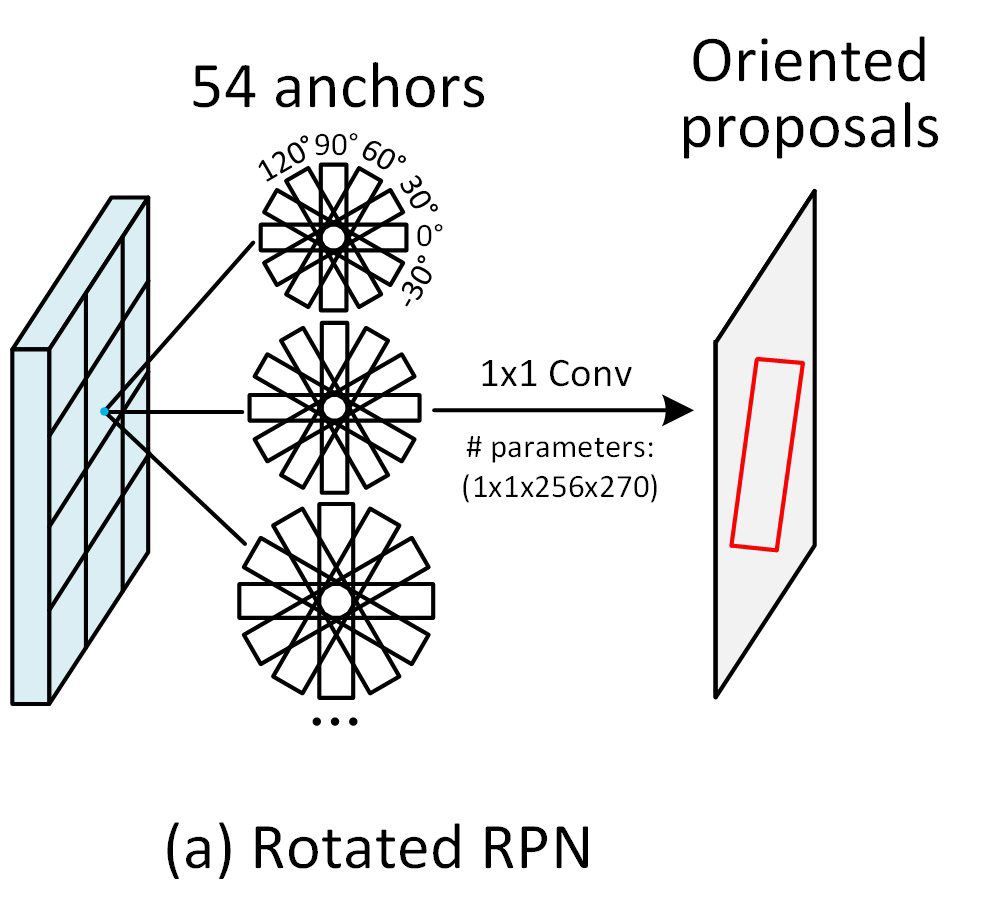 54 anchors
Oriented
proposals
120° 90° 60°
30°
0°
-30°
1x1 Conv
# parameters:
(1x1x256x270)
...
(a) Rotated RPN